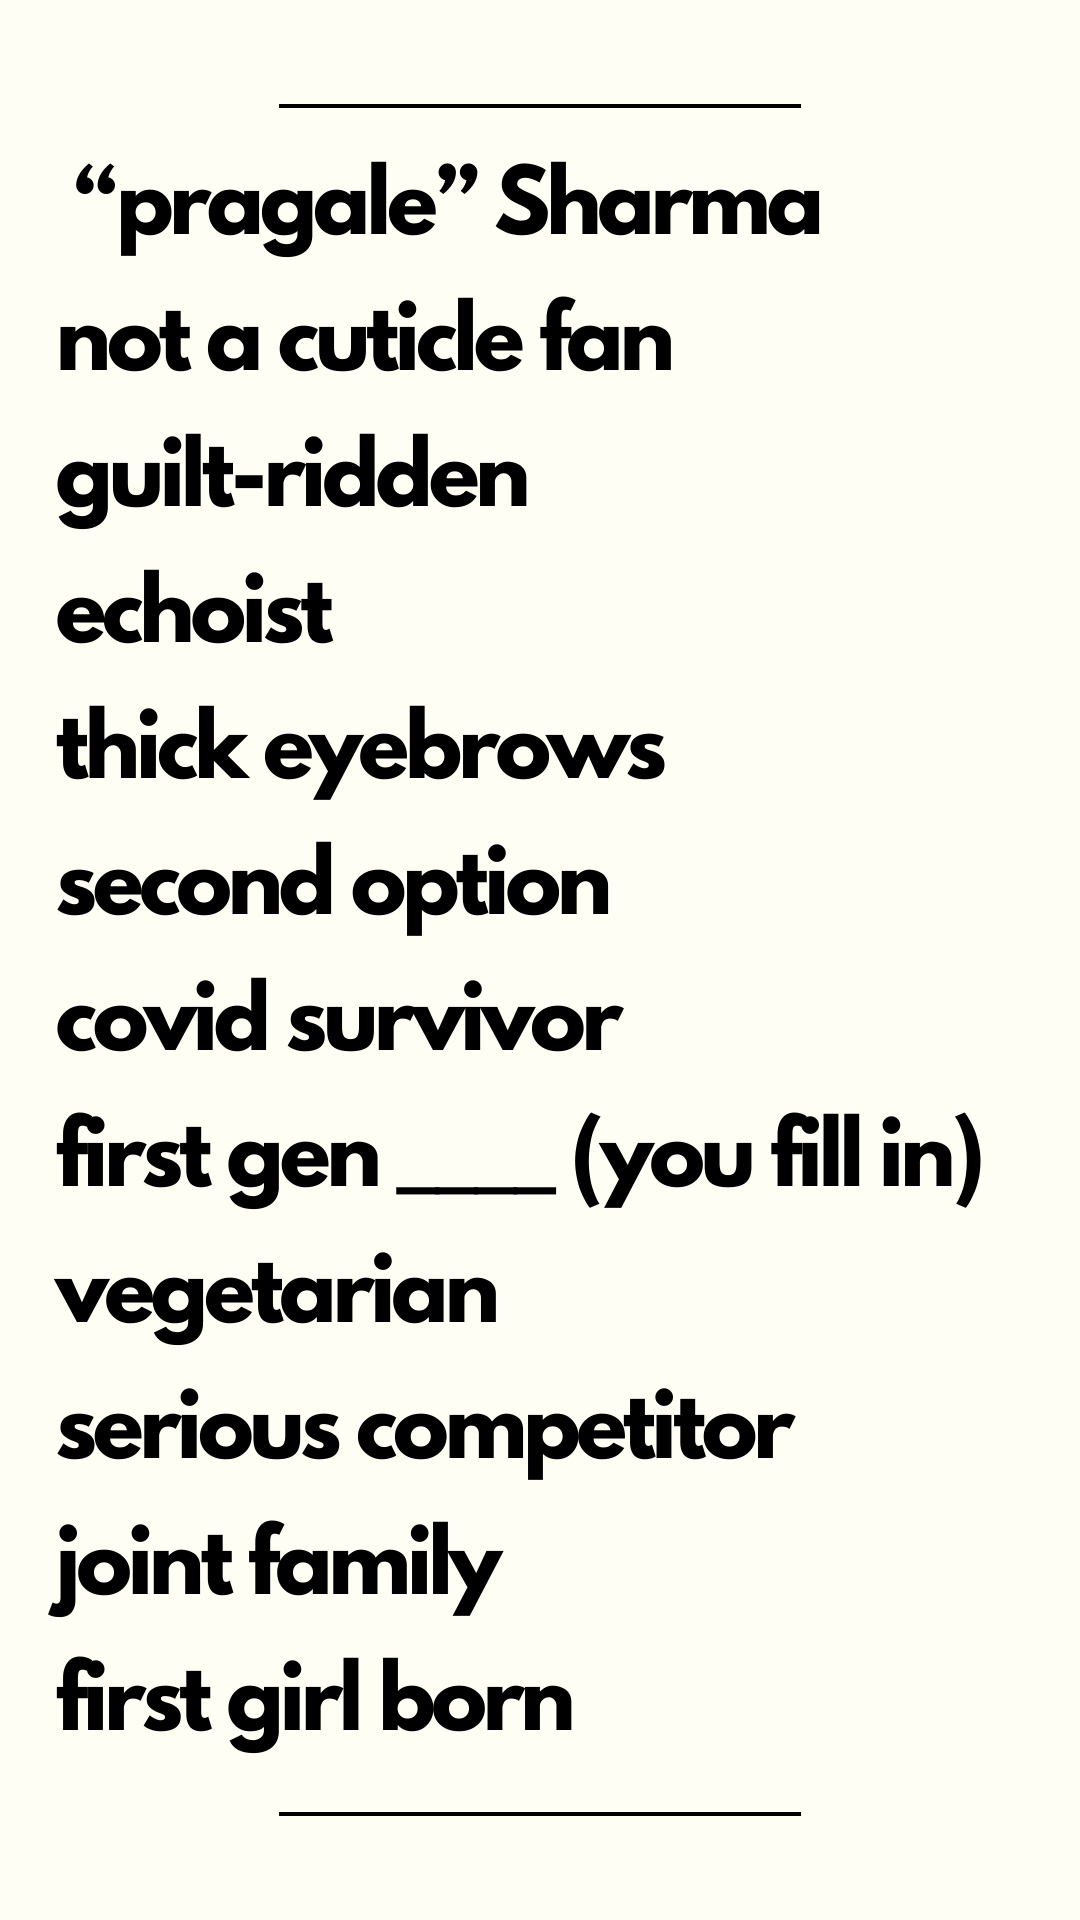 “pragale” Sharma
not a cuticle fan
guilt-ridden
echoist
thick eyebrows
second option
covid survivor
first gen ____ (you fill in)
vegetarian
serious competitor
joint family
first girl born